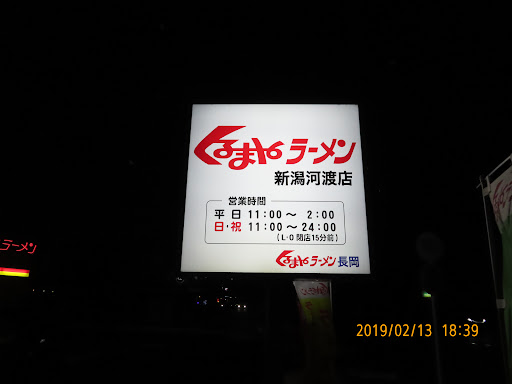 くるまやラーメン
新潟河渡店
営業時間
平日 11:00～ 2:00
日・祝 11:00～24:00
(L・O 閉店15分前)
くるまやラーメン 長岡
ラーメン
2019/02/13 18:39